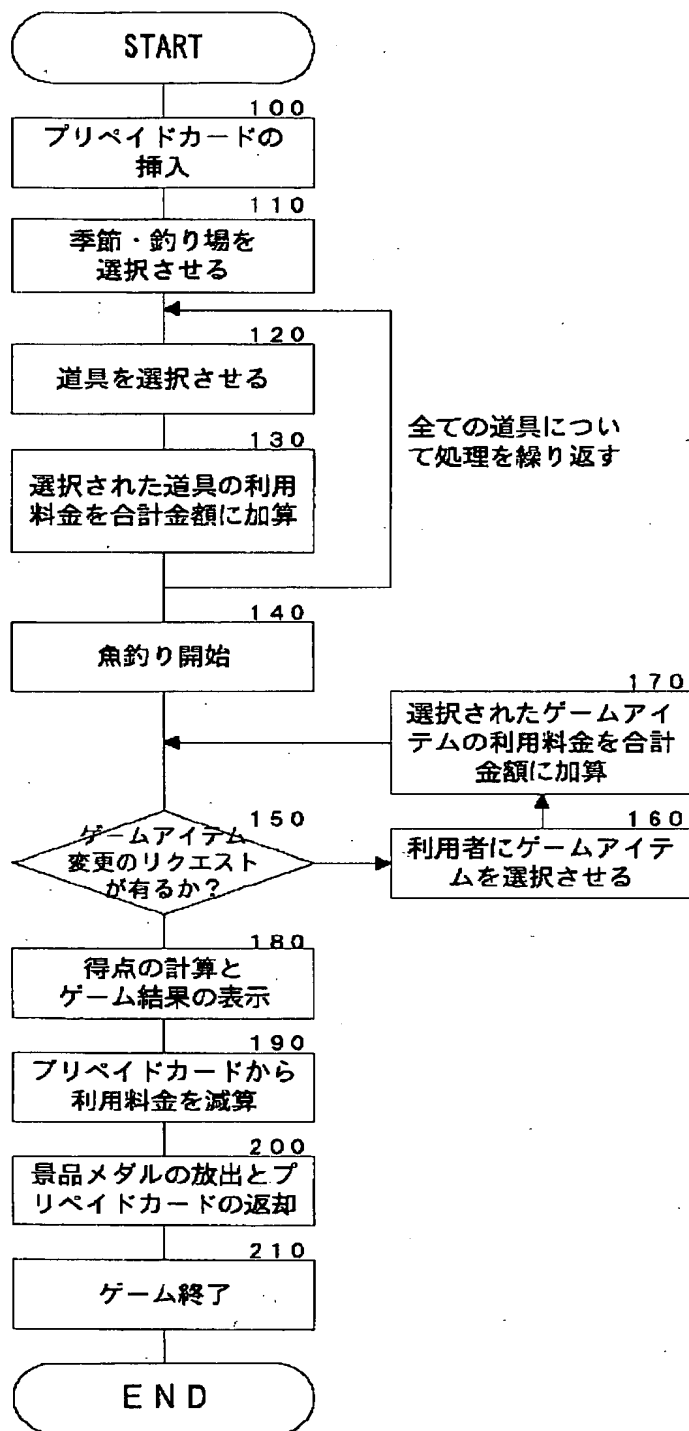 START
100
プリペイドカードの
挿入
110
季節・釣り場を
選択させる
120
道具を選択させる
全ての道具につい
て処理を繰り返す
130
選択された道具の利用
料金を合計金額に加算
140
魚釣り開始
170
選択されたゲームアイ
テムの利用料金を合計
金額に加算
150
ゲームアイテム
変更のリクエスト
が有るか?
160
利用者にゲームアイテ
ムを選択させる
180
得点の計算と
ゲーム結果の表示
190
プリペイドカードから
利用料金を減算
200
景品メダルの放出とプ
リペイドカードの返却
210
ゲーム終了
END